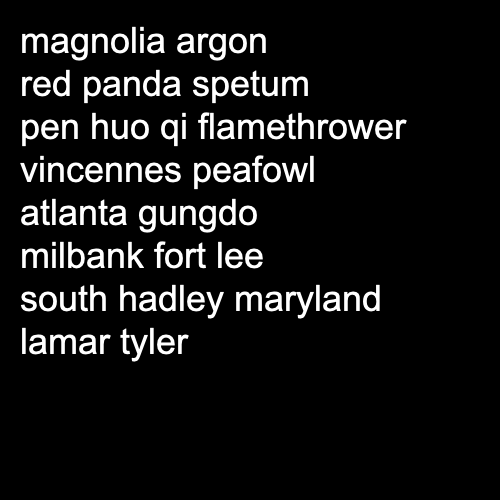 magnolia argon
red panda spetum
pen huo qi flamethrower
vincennes peafowl
atlanta gungdo
milbank fort lee
south hadley maryland
lamar tyler